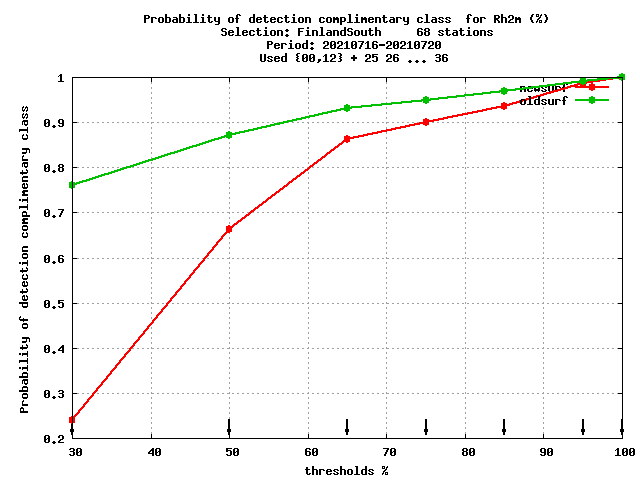 Probability of detection complimentary class  for Rh2m (%)
Selection: FinlandSouth     68 stations
Period: 20210716-20210720
Used {00,12} + 25 26 ... 36
Probability of detection complimentary class
1
0.9
0.8
0.7
0.6
0.5
0.4
0.3
0.2
newsurf
oldsurf
30 40 50 60 70 80 90 100
thresholds %